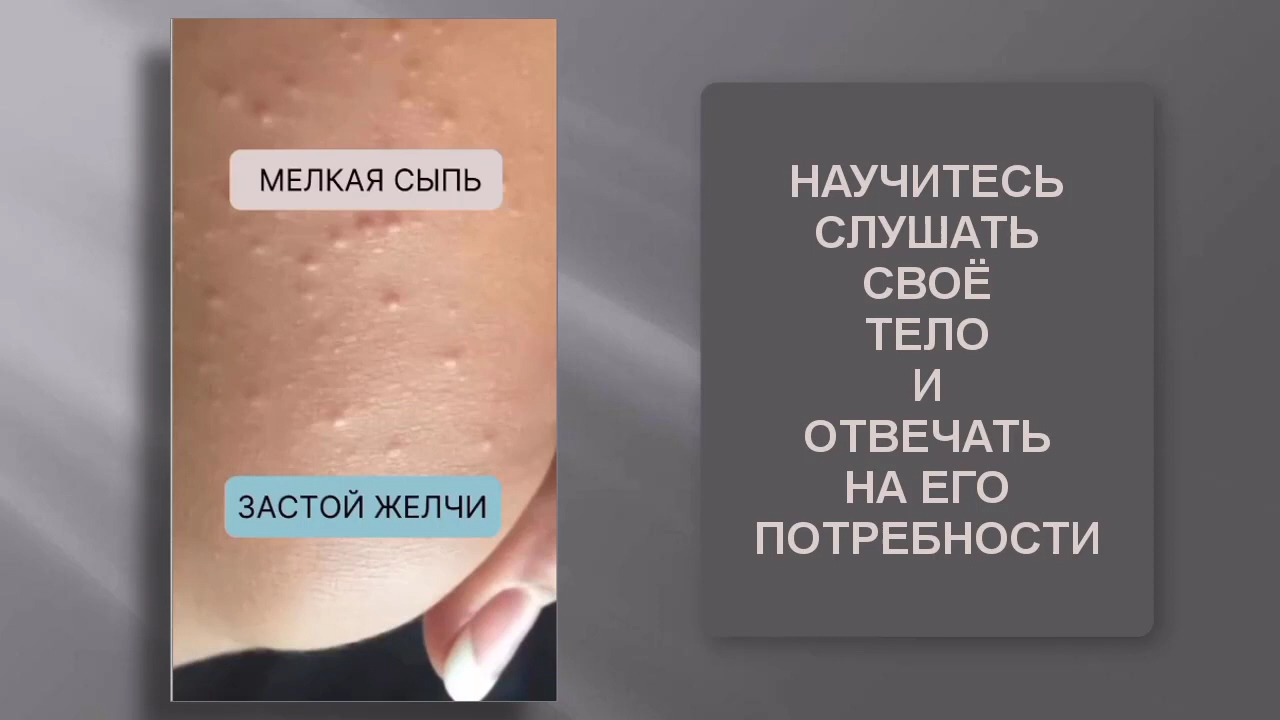 МЕЛКАЯ СЫПЬ
ЗАСТОЙ ЖЕЛЧИ
НАУЧИТЕСЬ
СЛУШАТЬ
СВОЁ
ТЕЛО
И
ОТВЕЧАТЬ
НА ЕГО
ПОТРЕБНОСТИ